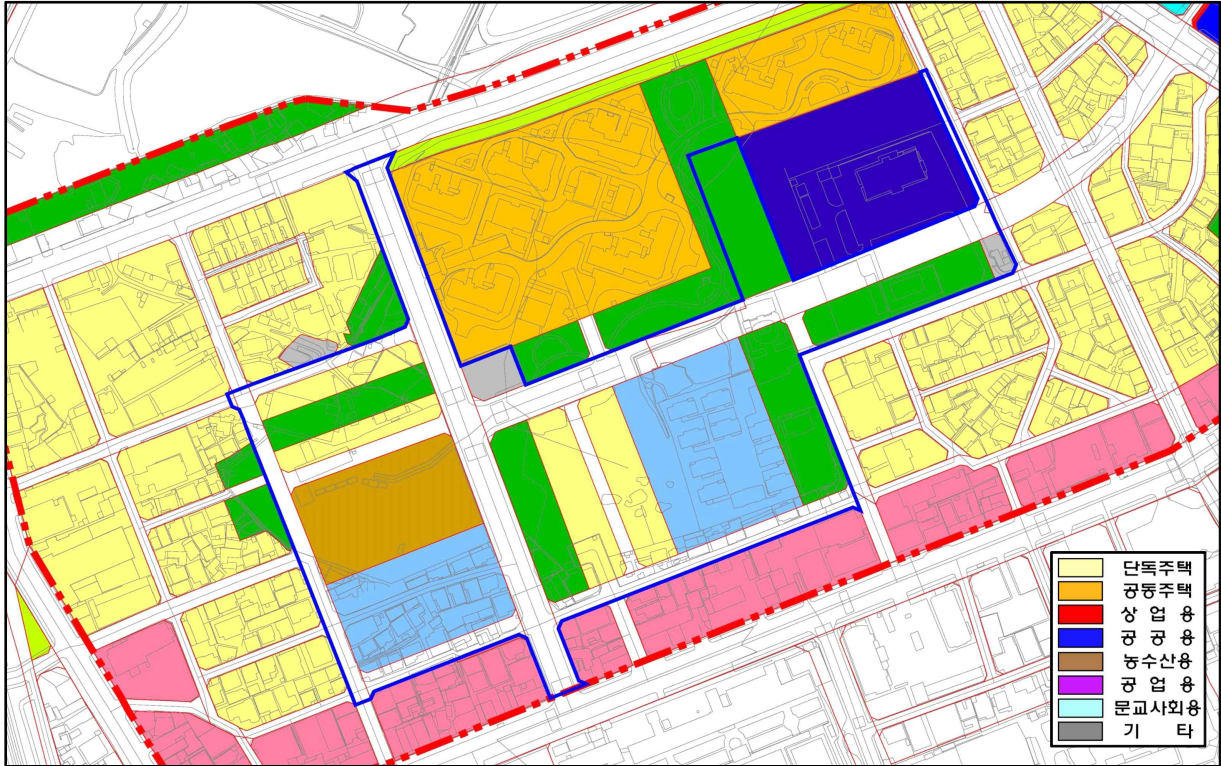 단독주택
공동주택
상 업 용
공 공 용
농수산용
공 업 용
문교사회용
기 타